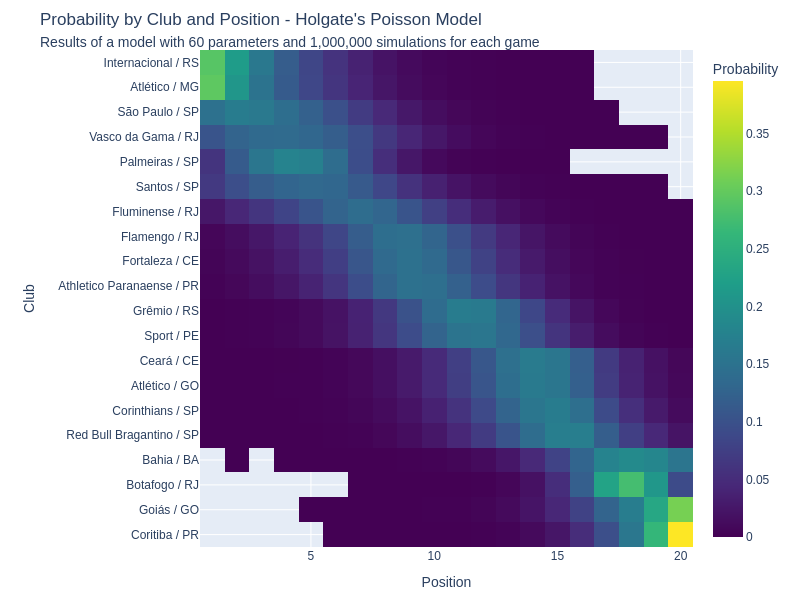 Probability by Club and Position - Holgate's Poisson Model
Results of a model with 60 parameters and 1,000,000 simulations for each game
Probability
Internacional / RS
Atlético / MG
São Paulo / SP
Vasco da Gama / RJ
Palmeiras / SP
Santos / SP
Fluminense / RJ
Flamengo / RJ
Fortaleza / CE
Athletico Paranaense / PR
Grêmio / RS
Sport / PE
Ceará / CE
Atlético / GO
Corinthians / SP
Red Bull Bragantino / SP
Bahia / BA
Botafogo / RJ
Goiás / GO
Coritiba / PR
Club
5
10
15
20
Position
0.35
0.3
0.25
0.2
0.15
0.1
0.05
0